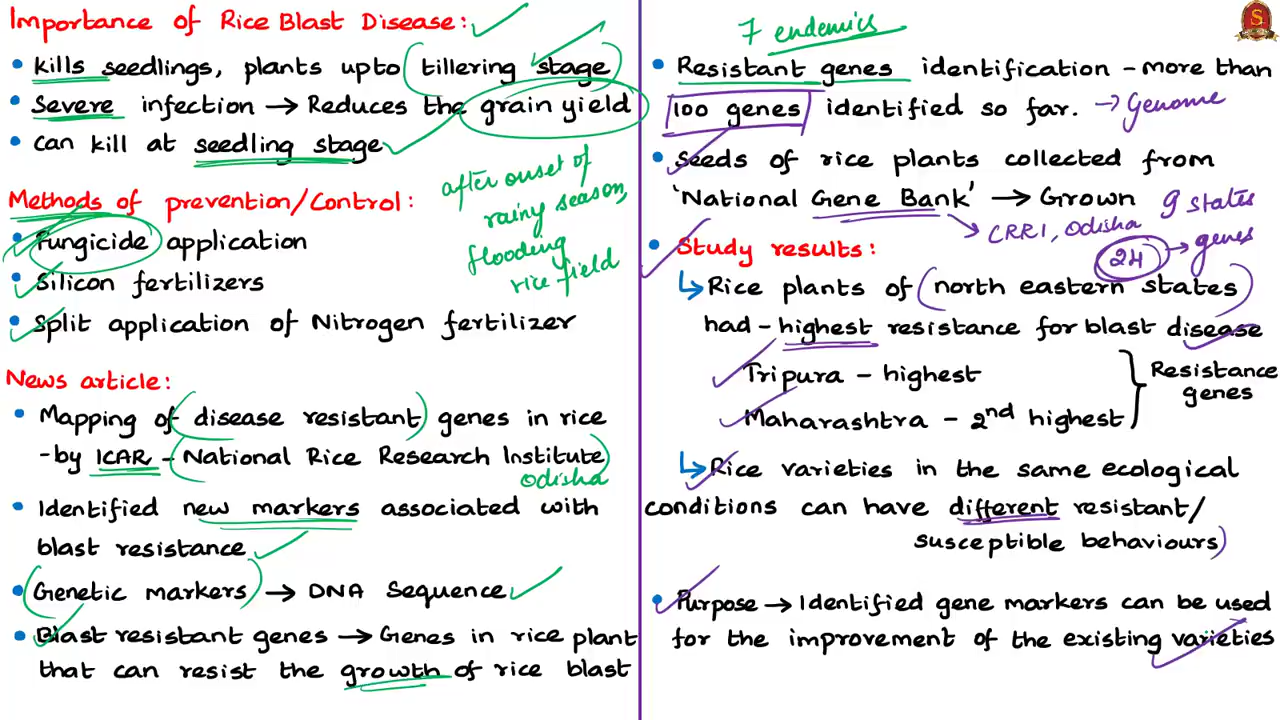 Importance of Rice Blast Disease:
• kills seedlings, plants upto (tillering stage)
• Severe infection → Reduces the grain yield
• can kill at seedling stage
after onset of
rainy season,
flooding
rice field
Methods of prevention/Control:
• Fungicide application
• Silicon fertilizers
• Split application of Nitrogen fertilizer
News article:
• Mapping of (disease resistant) genes in rice
-by ICAR - (National Rice Research Institute)
Odisha
• Identified new markers associated with
blast resistance
• (Genetic markers) → DNA Sequence
• Blast resistant genes → Genes in rice plant
that can resist the growth of rice blast
7 endemics
S
• Resistant genes identification - more than
100 genes identified so far. → Genome
• Seeds of rice plants collected from
'National Gene Bank' → Grown 9 states
→ CRRI, Odisha
24 → genes
• Study results:
↳ Rice plants of (north eastern states)
had - highest resistance for blast disease
Tripura - highest
Maharashtra - 2nd highest
} Resistance
genes
↳ Rice varieties in the same ecological
conditions can have different resistant/
susceptible behaviours)
• Purpose → Identified gene markers can be used
for the improvement of the existing varieties